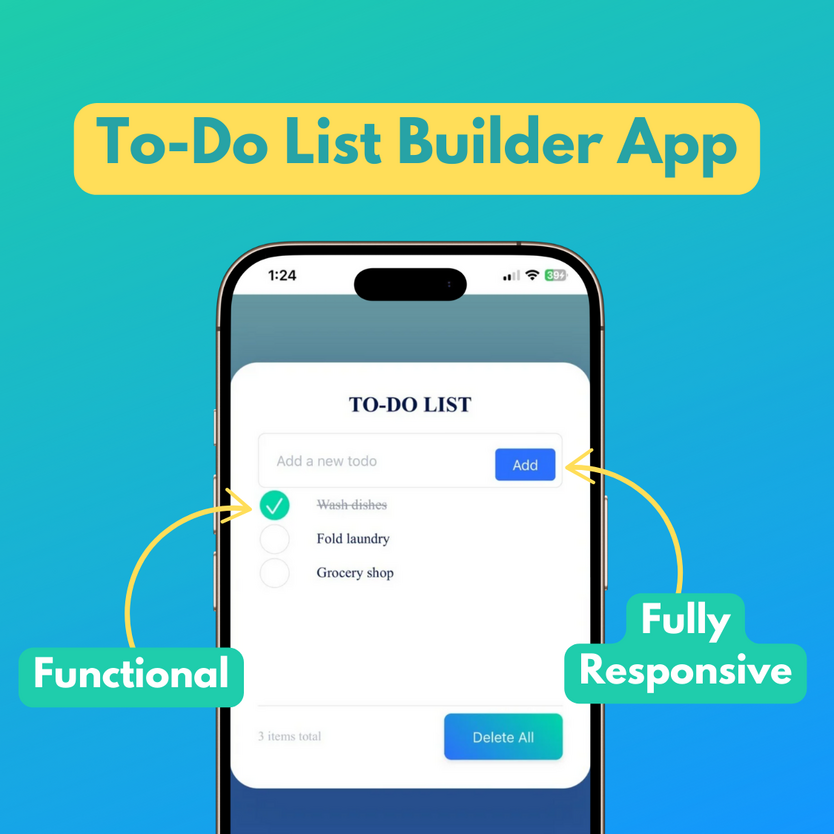 To-Do List Builder App
1:24
39
TO-DO LIST
Add a new todo
Add
Wash dishes
Fold laundry
Grocery shop
Functional
Fully
Responsive
3 items total
Delete All